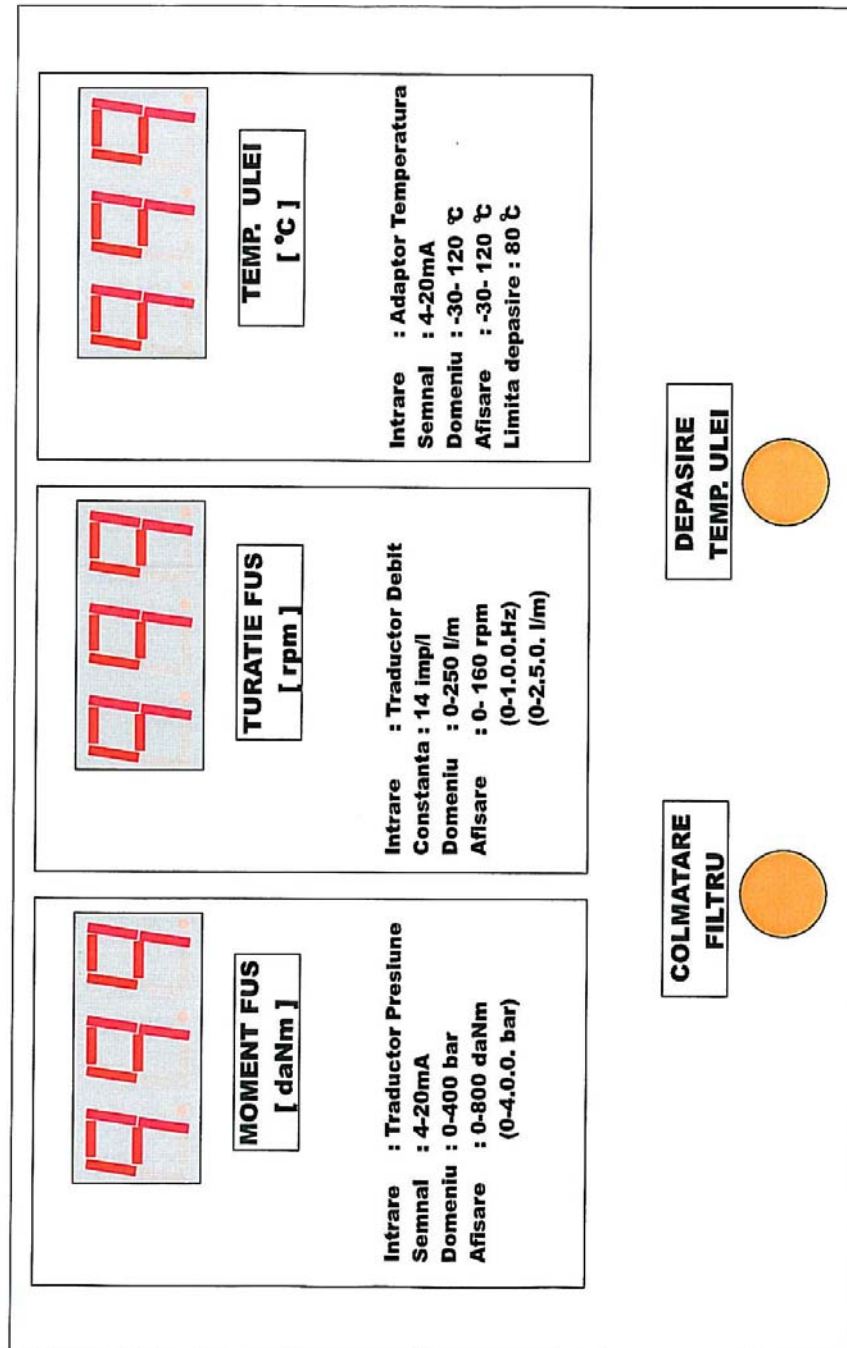 999
MOMENT FUS
[ daNm ]
Intrare : Traductor Presiune
Semnal : 4-20mA
Domeniu : 0-400 bar
Afisare : 0-800 daNm
(0-4.0.0. bar)
999
TURATIE FUS
[ rpm ]
Intrare : Traductor Debit
Constanta : 14 imp/l
Domeniu : 0-250 l/m
Afisare : 0- 160 rpm
(0-1.0.0.Hz)
(0-2.5.0. l/m)
999
TEMP. ULEI
[ °C ]
Intrare : Adaptor Temperatura
Semnal : 4-20mA
Domeniu : -30- 120 °C
Afisare : -30- 120 °C
Limita depasire : 80 °C
COLMATARE
FILTRU
DEPASIRE
TEMP. ULEI